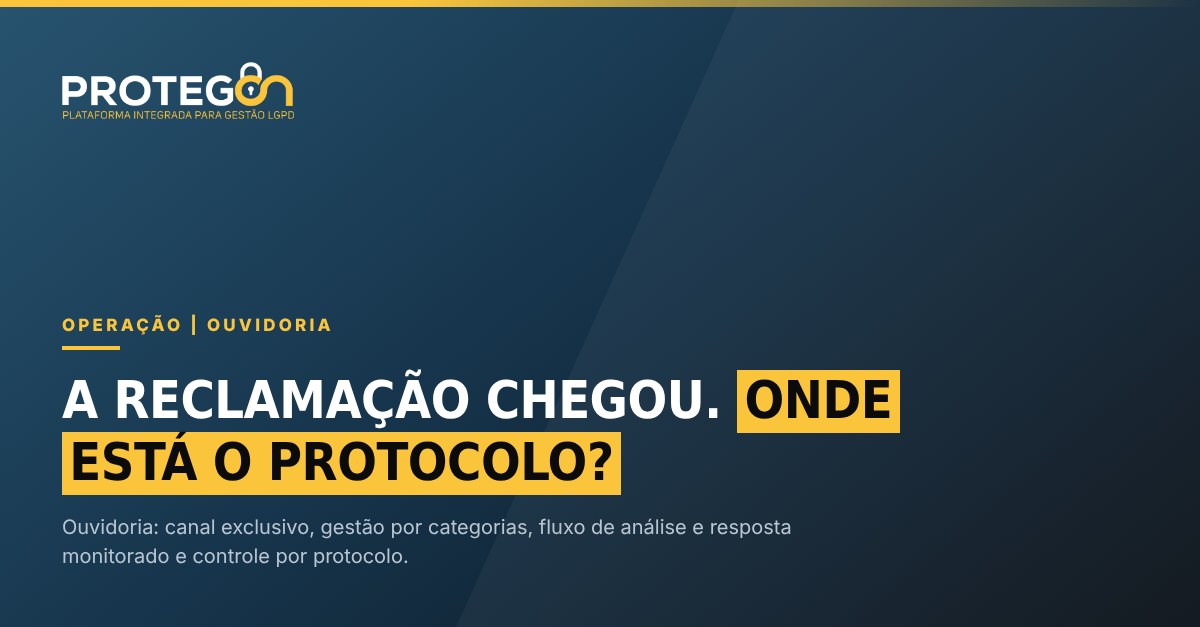 PROTEGON
PLATAFORMA INTEGRADA PARA GESTÃO LGPD
OPERAÇÃO | OUVIDORIA
A RECLAMAÇÃO CHEGOU. ONDE
ESTÁ O PROTOCOLO?
Ouvidoria: canal exclusivo, gestão por categorias, fluxo de análise e resposta
monitorado e controle por protocolo.